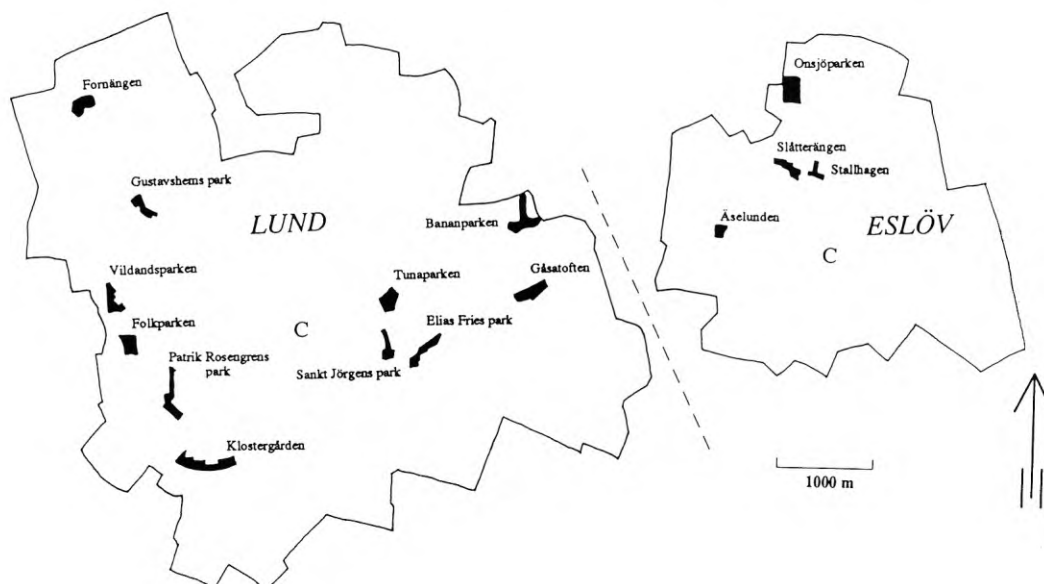 Fornängen
Gustavshems park
LUND
Bananparken
Vildandsparken
Tunaparken
Gåsatoften
Folkparken
C
Elias Fries park
Patrik Rosengrens
park
Sankt Jörgens park
Klostergården
Onsjöparken
Slåtterängen
Stallhagen
Äselunden
ESLÖV
C
1000 m